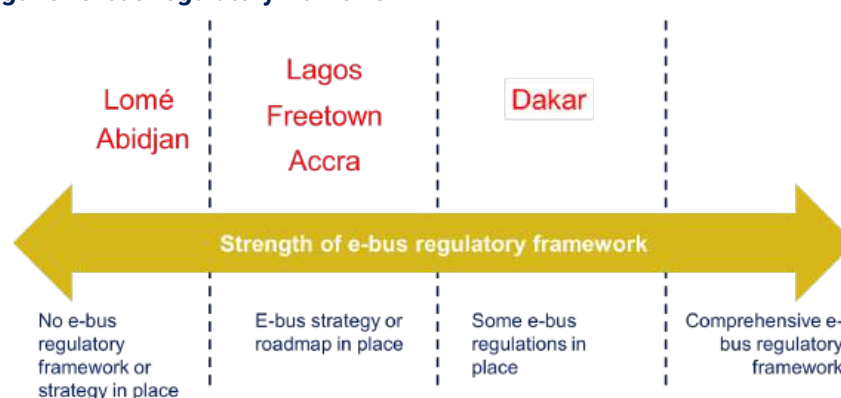 Lomé
Abidjan
Lagos
Freetown
Accra
Dakar
Strength of e-bus regulatory framework
No e-bus
regulatory
framework or
strategy in place
E-bus strategy or
roadmap in place
Some e-bus
regulations in
place
Comprehensive e-
bus regulatory
framework